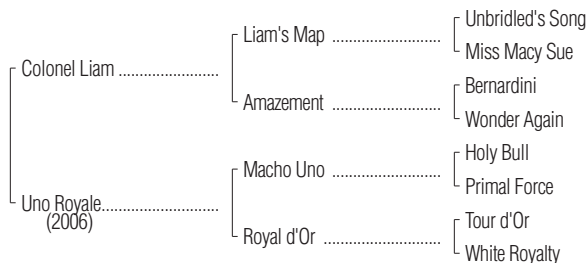 Unbridled's Song
Liam's Map ........................
Miss Macy Sue
Colonel Liam ......................
Bernardini
Amazement ......................
Wonder Again
Holy Bull
Macho Uno ........................
Primal Force
Uno Royale..........................
(2006)
Tour d'Or
Royal d'Or ........................
White Royalty